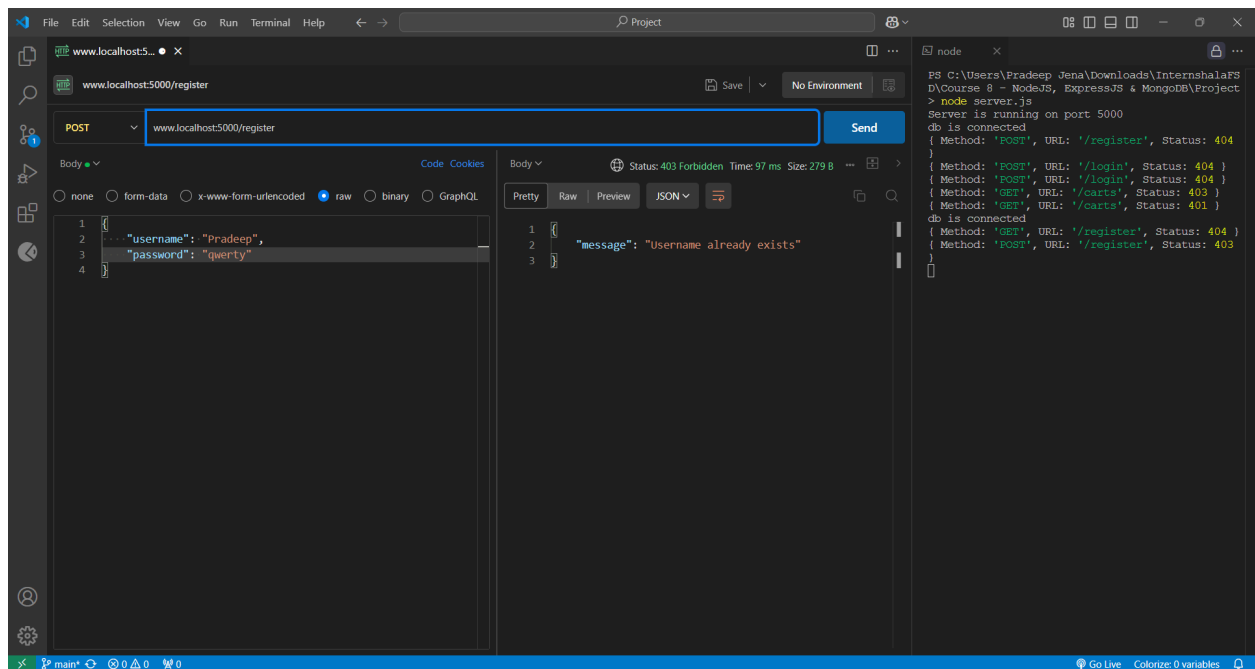 File Edit Selection View Go Run Terminal Help
Project
HTTP www.localhost:5...
HTTP www.localhost:5000/register
Save
No Environment
POST
www.localhost:5000/register
Send
Body
Code Cookies
none form-data x-www-form-urlencoded raw binary GraphQL
1 {
2 ····"username":·"Pradeep",
3 "password": "qwerty"
4 }
Body
Status: 403 Forbidden Time: 97 ms Size: 279 B
Pretty Raw Preview JSON
1 {
2 "message": "Username already exists"
3 }
node
PS C:\Users\Pradeep Jena\Downloads\InternshalaFS
D\Course 8 - NodeJS, ExpressJS & MongoDB\Project
> node server.js
Server is running on port 5000
db is connected
{ Method: 'POST', URL: '/register', Status: 404
}
{ Method: 'POST', URL: '/login', Status: 404 }
{ Method: 'POST', URL: '/login', Status: 404 }
{ Method: 'GET', URL: '/carts', Status: 403 }
{ Method: 'GET', URL: '/carts', Status: 401 }
db is connected
{ Method: 'GET', URL: '/register', Status: 404 }
{ Method: 'POST', URL: '/register', Status: 403
}
1
main* 0 0 0
Go Live Colorize: 0 variables